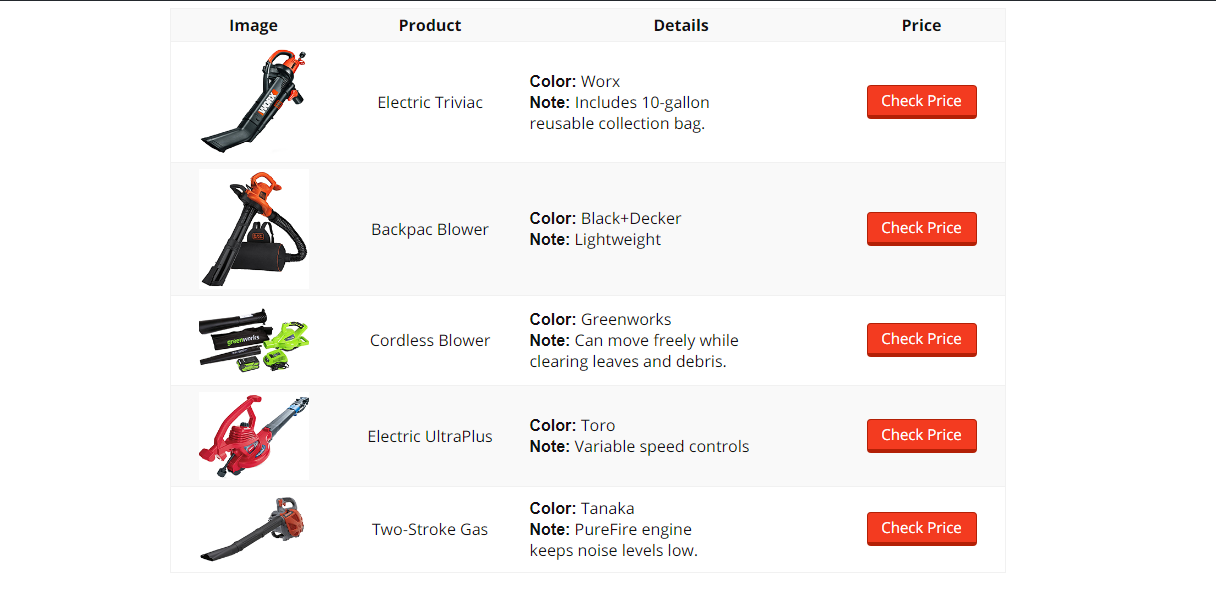 Image Product Details Price
WORX
Electric Triviac
Color: Worx
Note: Includes 10-gallon
reusable collection bag.
Check Price
Backpac Blower
Color: Black+Decker
Note: Lightweight
Check Price
greenworks
Cordless Blower
Color: Greenworks
Note: Can move freely while
clearing leaves and debris.
Check Price
Electric UltraPlus
Color: Toro
Note: Variable speed controls
Check Price
Two-Stroke Gas
Color: Tanaka
Note: PureFire engine
keeps noise levels low.
Check Price